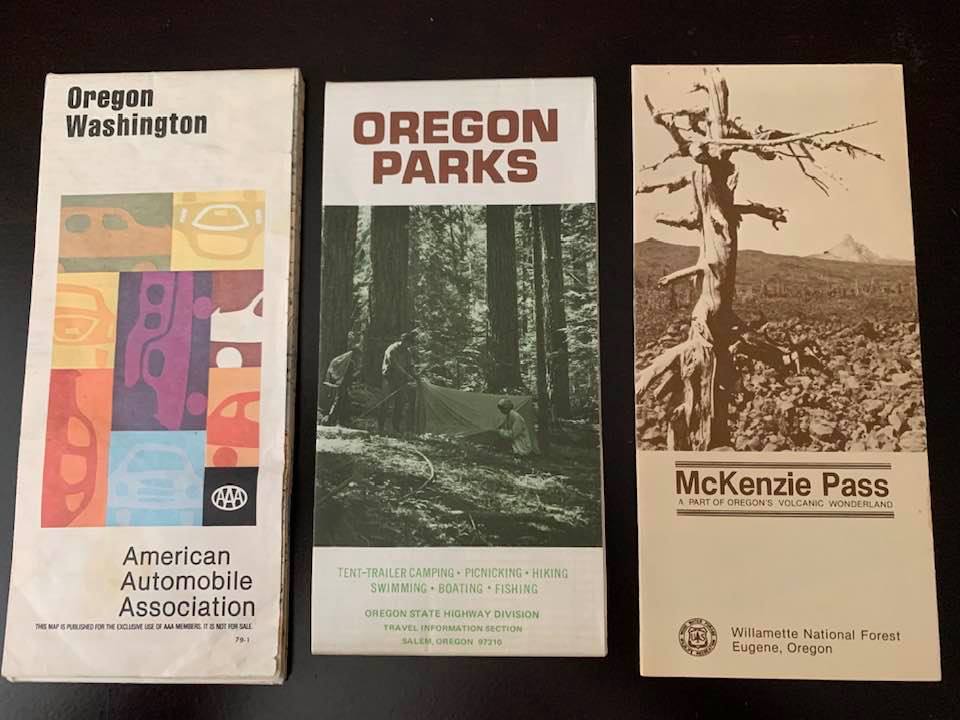 Oregon
Washington
AAA
American
Automobile
Association
THIS MAP IS PUBLISHED FOR THE EXCLUSIVE USE OF AAA MEMBERS. IT IS NOT FOR SALE.
79-1
OREGON
PARKS
TENT-TRAILER CAMPING • PICNICKING • HIKING
SWIMMING • BOATING • FISHING
OREGON STATE HIGHWAY DIVISION
TRAVEL INFORMATION SECTION
SALEM, OREGON 97210
McKenzie Pass
A PART OF OREGON'S VOLCANIC WONDERLAND
Willamette National Forest
Eugene, Oregon